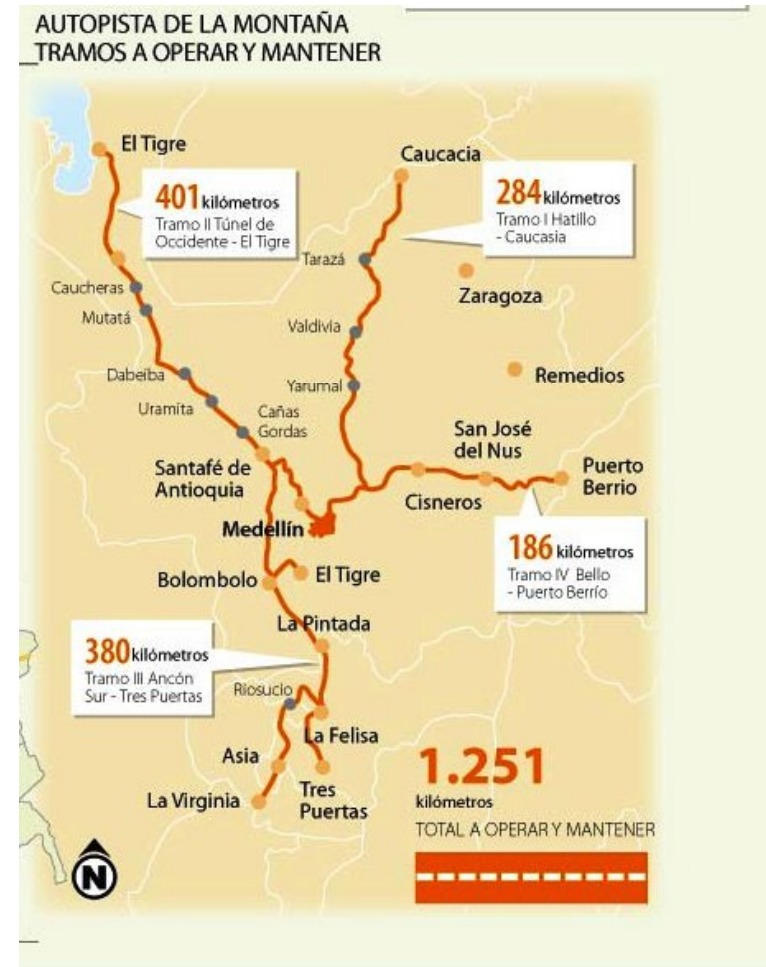 AUTOPISTA DE LA MONTAÑA
TRAMOS A OPERAR Y MANTENER
El Tigre
401 kilómetros
Tramo II Túnel de
Occidente - El Tigre
Caucacia
284 kilómetros
Tramo I Hatillo
- Caucasia
Tarazá
Zaragoza
Caucheras
Mutatá
Valdivia
Dabeiba
Yarumal
Remedios
Uramita
Cañas
Gordas
San José
del Nus
Santafé de
Antioquia
Puerto
Berrio
Cisneros
Medellín
186 kilómetros
Tramo IV Bello
- Puerto Berrío
Bolombolo
El Tigre
La Pintada
380 kilómetros
Tramo III Ancón
Sur - Tres Puertas
Riosucio
La Felisa
Asia
Tres
Puertas
La Virginia
1.251
kilómetros
TOTAL A OPERAR Y MANTENER
N